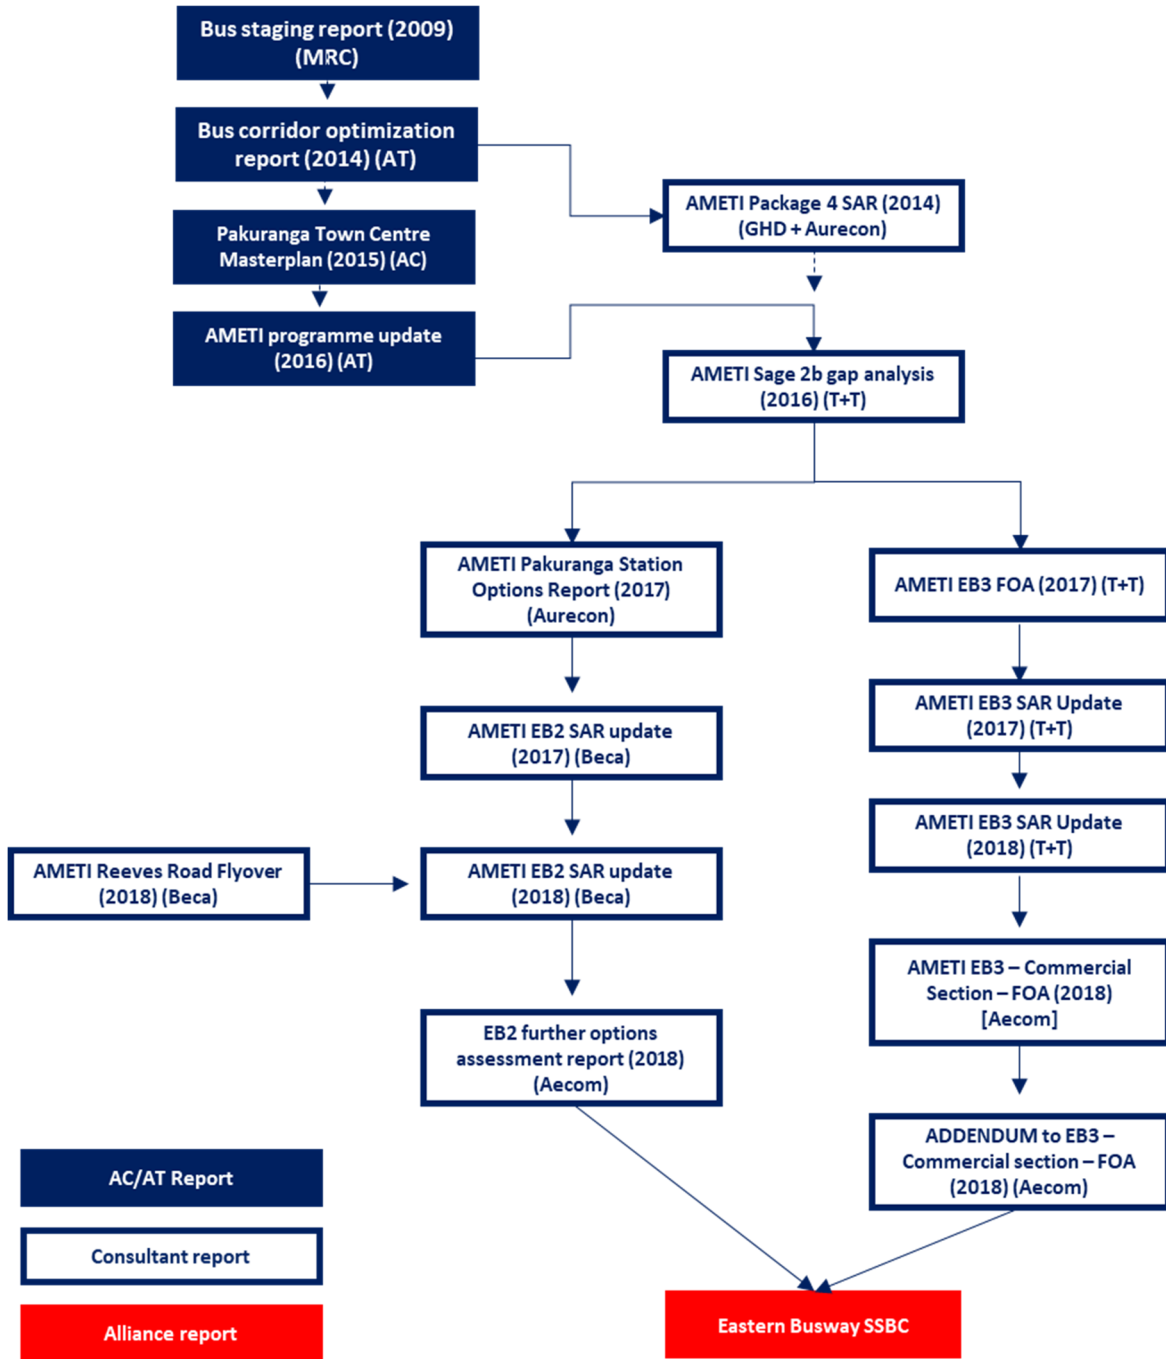 Bus staging report (2009)
(MRC)
Bus corridor optimization
report (2014) (AT)
AMETI Package 4 SAR (2014)
(GHD + Aurecon)
Pakuranga Town Centre
Masterplan (2015) (AC)
AMETI programme update
(2016) (AT)
AMETI Sage 2b gap analysis
(2016) (T+T)
AMETI Pakuranga Station
Options Report (2017)
(Aurecon)
AMETI EB3 FOA (2017) (T+T)
AMETI EB2 SAR update
(2017) (Beca)
AMETI EB3 SAR Update
(2017) (T+T)
AMETI EB3 SAR Update
(2018) (T+T)
AMETI Reeves Road Flyover
(2018) (Beca)
AMETI EB2 SAR update
(2018) (Beca)
AMETI EB3 – Commercial
Section – FOA (2018)
[Aecom]
EB2 further options
assessment report (2018)
(Aecom)
ADDENDUM to EB3 –
Commercial section – FOA
(2018) (Aecom)
AC/AT Report
Consultant report
Alliance report
Eastern Busway SSBC